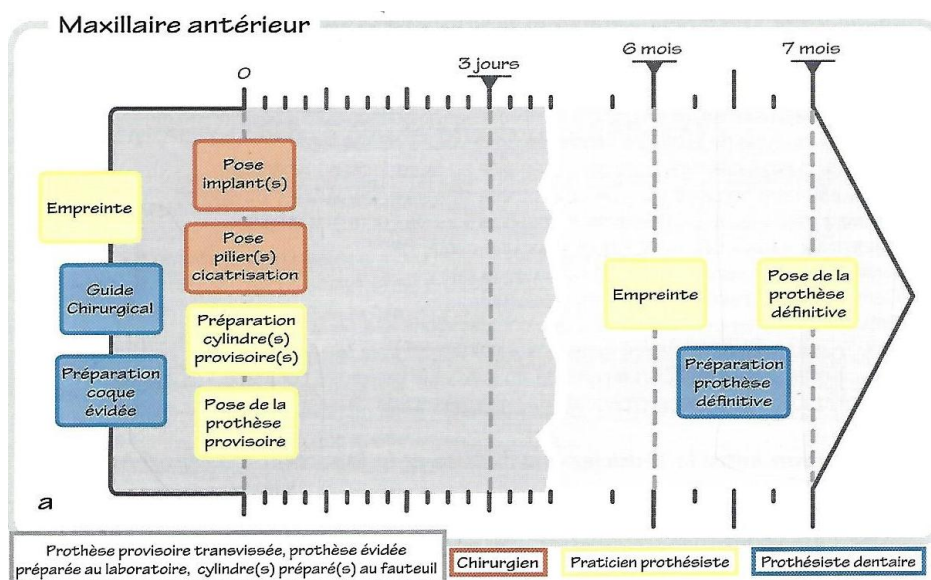 Maxillaire antérieur
0
3 jours
6 mois
7 mois
Empreinte
Guide
Chirurgical
Préparation
coque
évidée
Pose
implant(s)
Pose
pilier(s)
cicatrisation
Préparation
cylindre(s)
provisoire(s)
Pose de la
prothèse
provisoire
Empreinte
Préparation
prothèse
définitive
Pose de la
prothèse
définitive
a
Prothèse provisoire transvissée, prothèse évidée
préparée au laboratoire, cylindre(s) préparé(s) au fauteuil
Chirurgien
Praticien prothésiste
Prothésiste dentaire